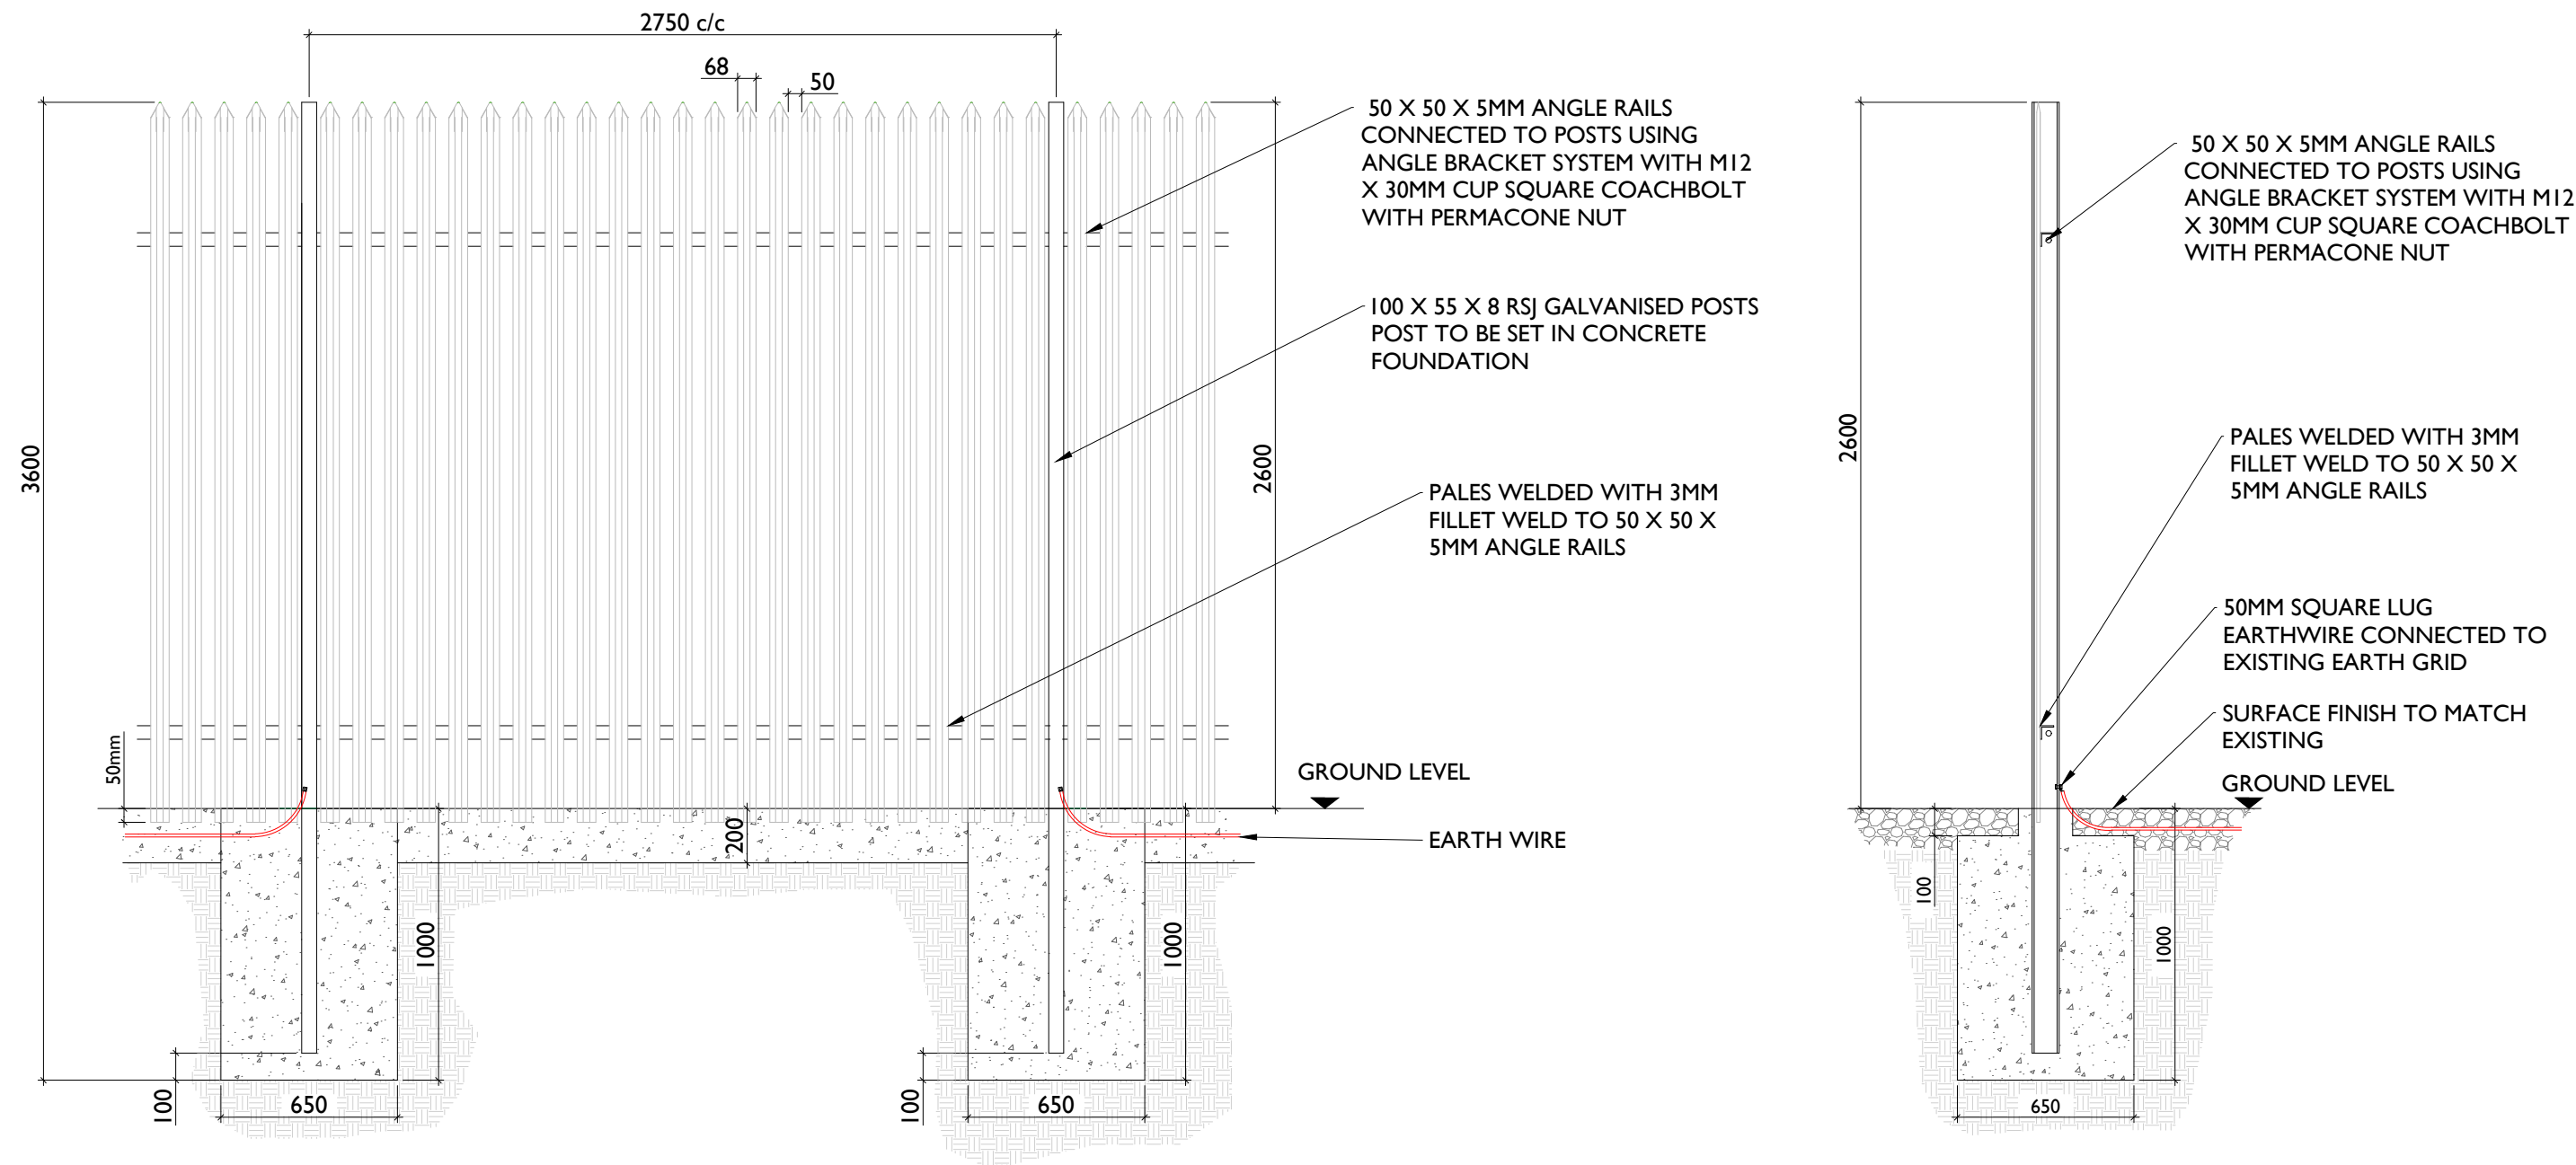 2750 c/c
68
50
3600
2600
50 X 50 X 5MM ANGLE RAILS
CONNECTED TO POSTS USING
ANGLE BRACKET SYSTEM WITH M12
X 30MM CUP SQUARE COACHBOLT
WITH PERMACONE NUT
100 X 55 X 8 RSJ GALVANISED POSTS
POST TO BE SET IN CONCRETE
FOUNDATION
PALES WELDED WITH 3MM
FILLET WELD TO 50 X 50 X
5MM ANGLE RAILS
50mm
GROUND LEVEL
200
EARTH WIRE
1000
1000
100
650
100
650
2600
50 X 50 X 5MM ANGLE RAILS
CONNECTED TO POSTS USING
ANGLE BRACKET SYSTEM WITH M12
X 30MM CUP SQUARE COACHBOLT
WITH PERMACONE NUT
PALES WELDED WITH 3MM
FILLET WELD TO 50 X 50 X
5MM ANGLE RAILS
50MM SQUARE LUG
EARTHWIRE CONNECTED TO
EXISTING EARTH GRID
SURFACE FINISH TO MATCH
EXISTING
GROUND LEVEL
100
1000
650